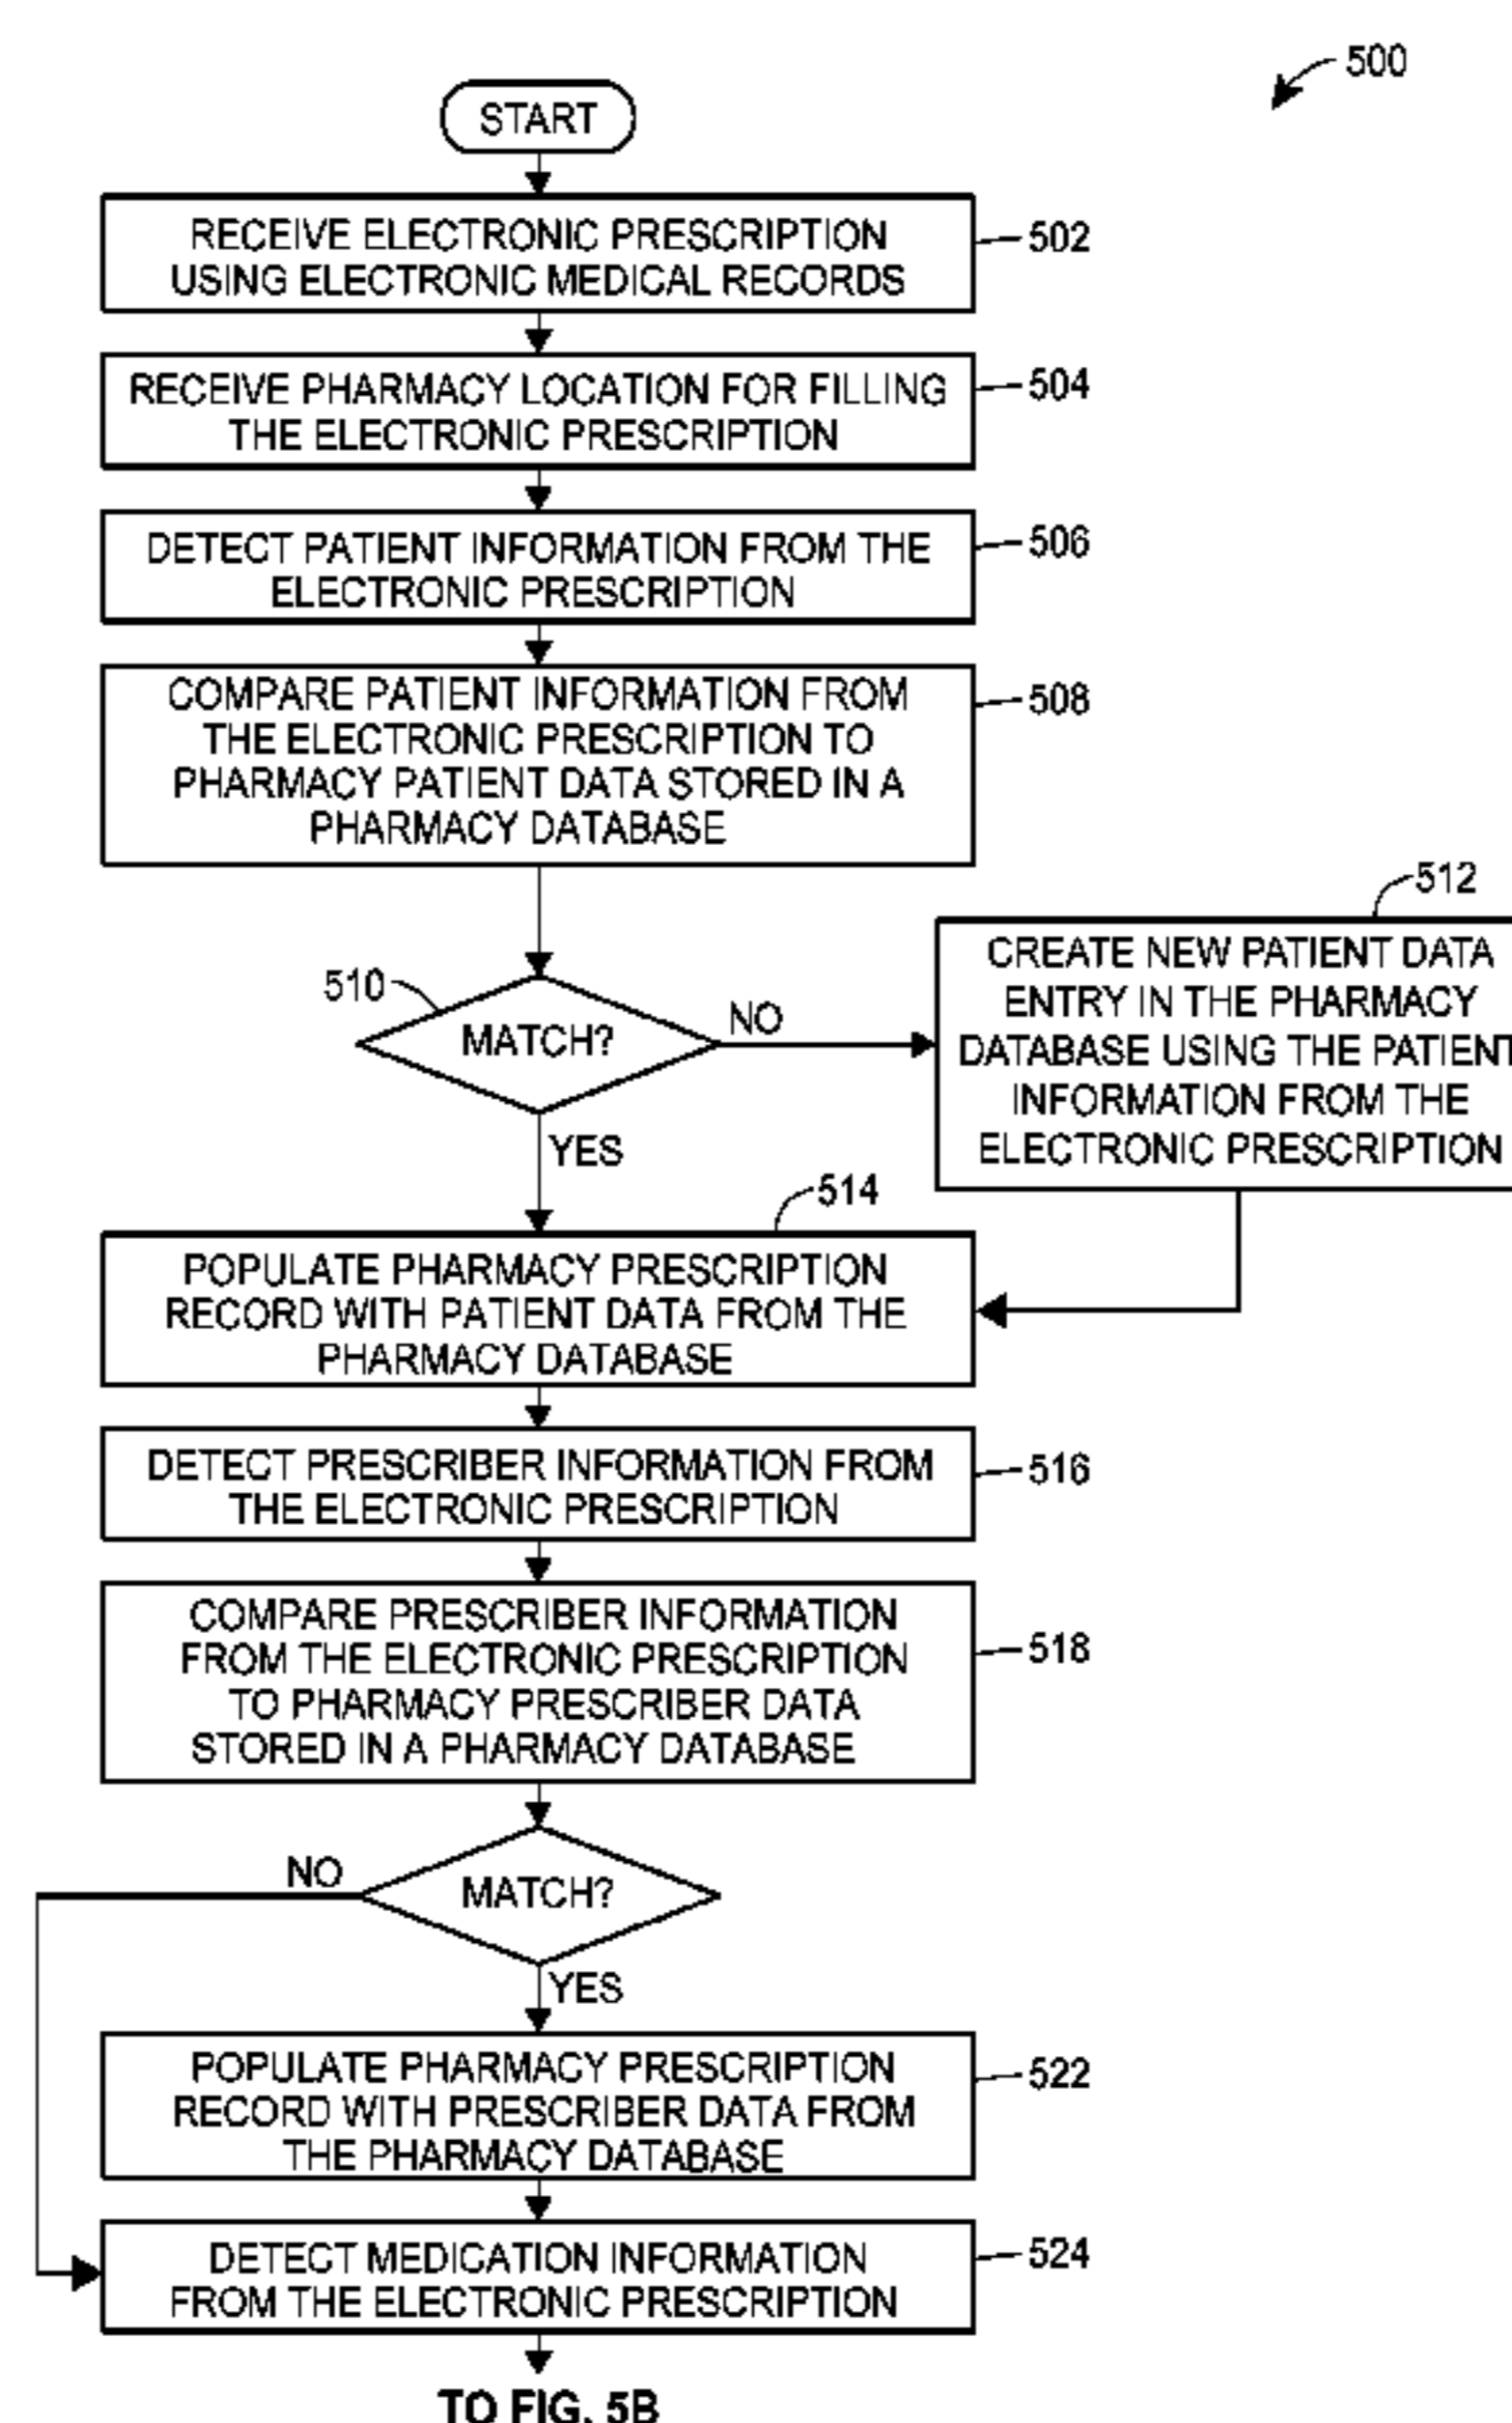 500
START
RECEIVE ELECTRONIC PRESCRIPTION
USING ELECTRONIC MEDICAL RECORDS
502
RECEIVE PHARMACY LOCATION FOR FILLING
THE ELECTRONIC PRESCRIPTION
504
DETECT PATIENT INFORMATION FROM THE
ELECTRONIC PRESCRIPTION
506
COMPARE PATIENT INFORMATION FROM
THE ELECTRONIC PRESCRIPTION TO
PHARMACY PATIENT DATA STORED IN A
PHARMACY DATABASE
508
510
MATCH?
NO
YES
512
CREATE NEW PATIENT DATA
ENTRY IN THE PHARMACY
DATABASE USING THE PATIENT
INFORMATION FROM THE
ELECTRONIC PRESCRIPTION
514
POPULATE PHARMACY PRESCRIPTION
RECORD WITH PATIENT DATA FROM THE
PHARMACY DATABASE
DETECT PRESCRIBER INFORMATION FROM
THE ELECTRONIC PRESCRIPTION
516
COMPARE PRESCRIBER INFORMATION
FROM THE ELECTRONIC PRESCRIPTION
TO PHARMACY PRESCRIBER DATA
STORED IN A PHARMACY DATABASE
518
NO
MATCH?
YES
POPULATE PHARMACY PRESCRIPTION
RECORD WITH PRESCRIBER DATA FROM
THE PHARMACY DATABASE
522
DETECT MEDICATION INFORMATION
FROM THE ELECTRONIC PRESCRIPTION
524
TO FIG. 5B